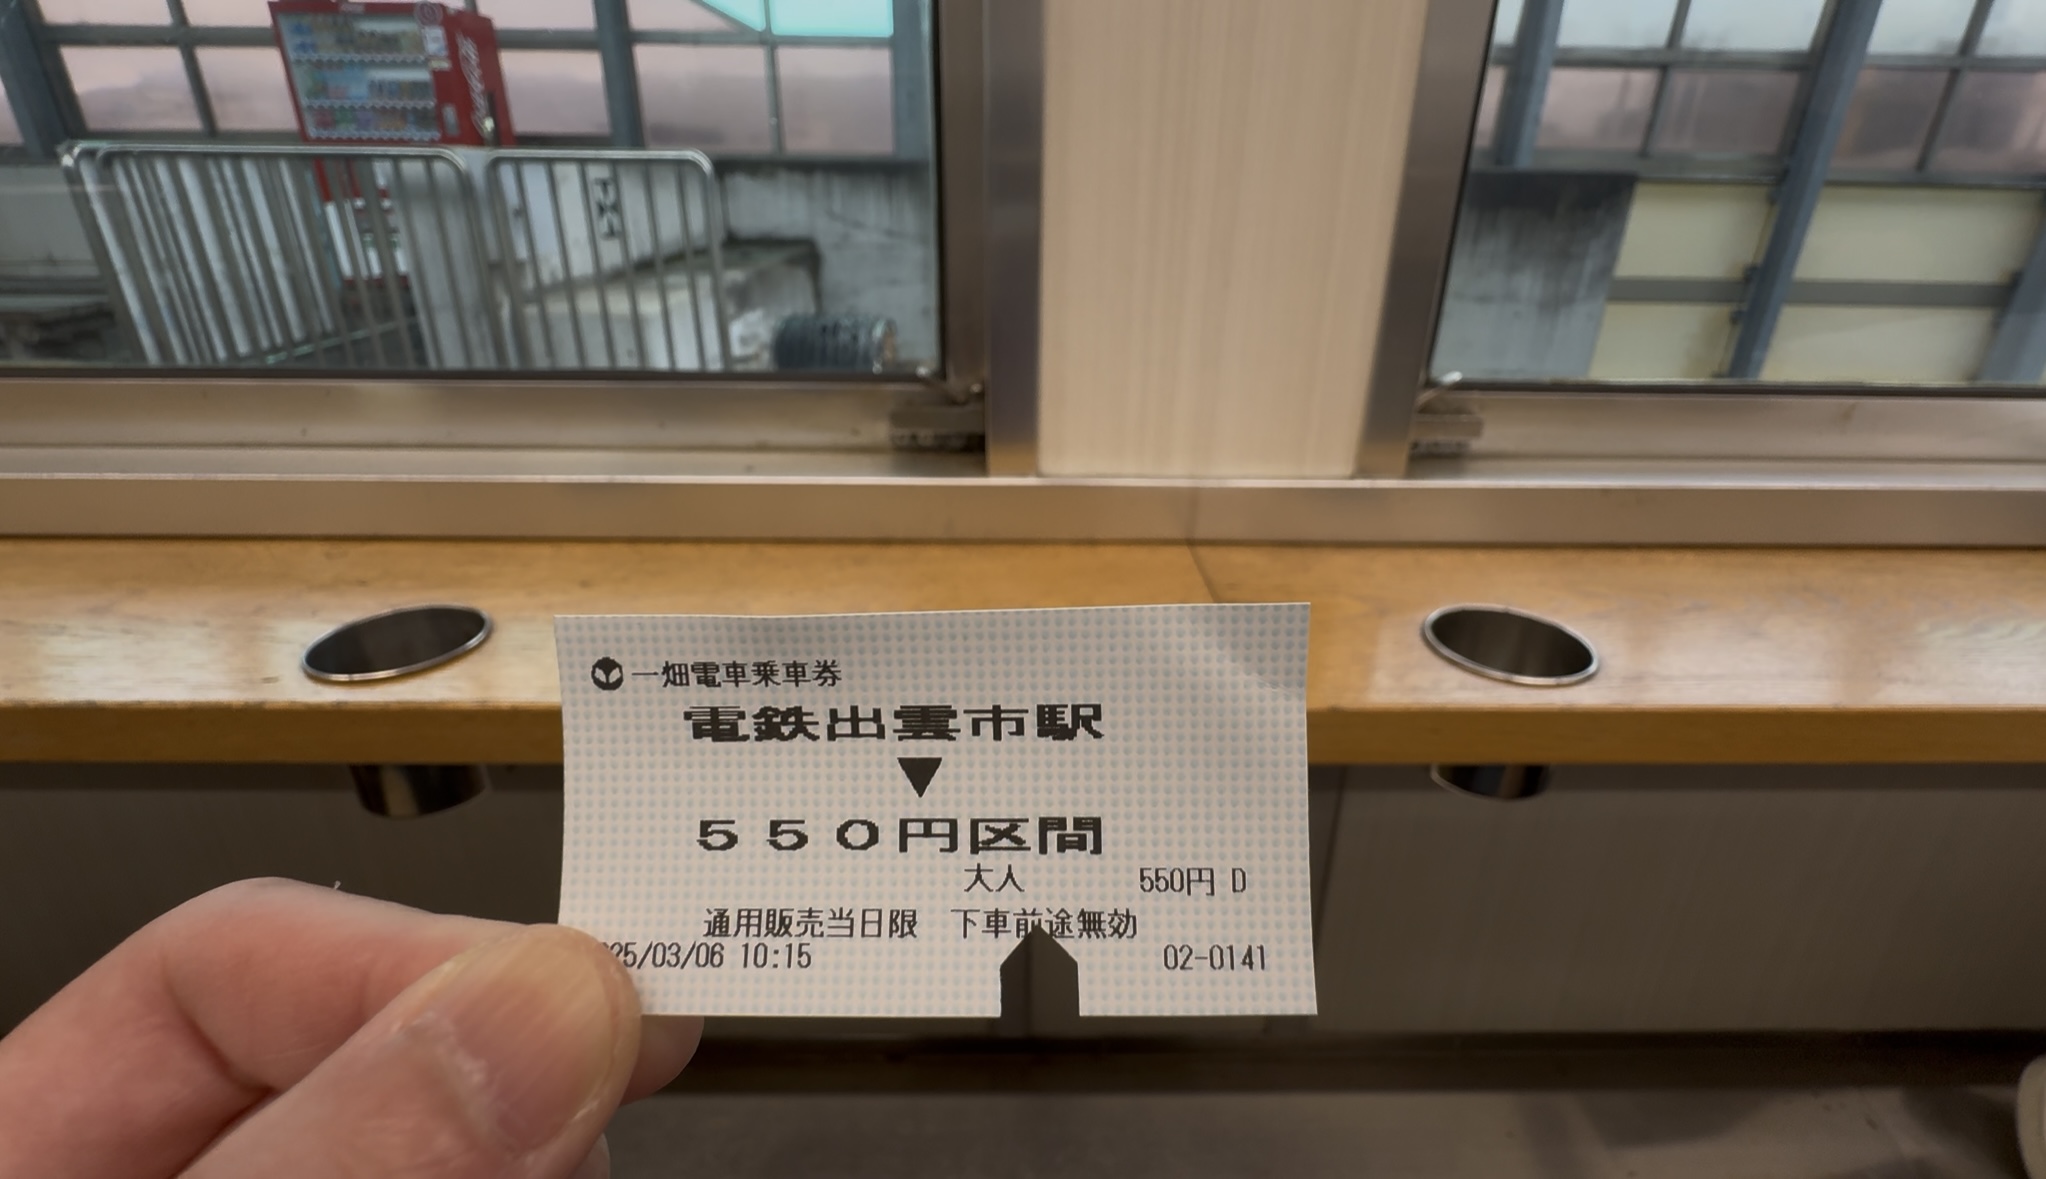 一畑電車乗車券
電鉄出雲市駅
▼
550円区間
大人 550円 D
通用販売当日限 下車前途無効
25/03/06 10:15 02-0141